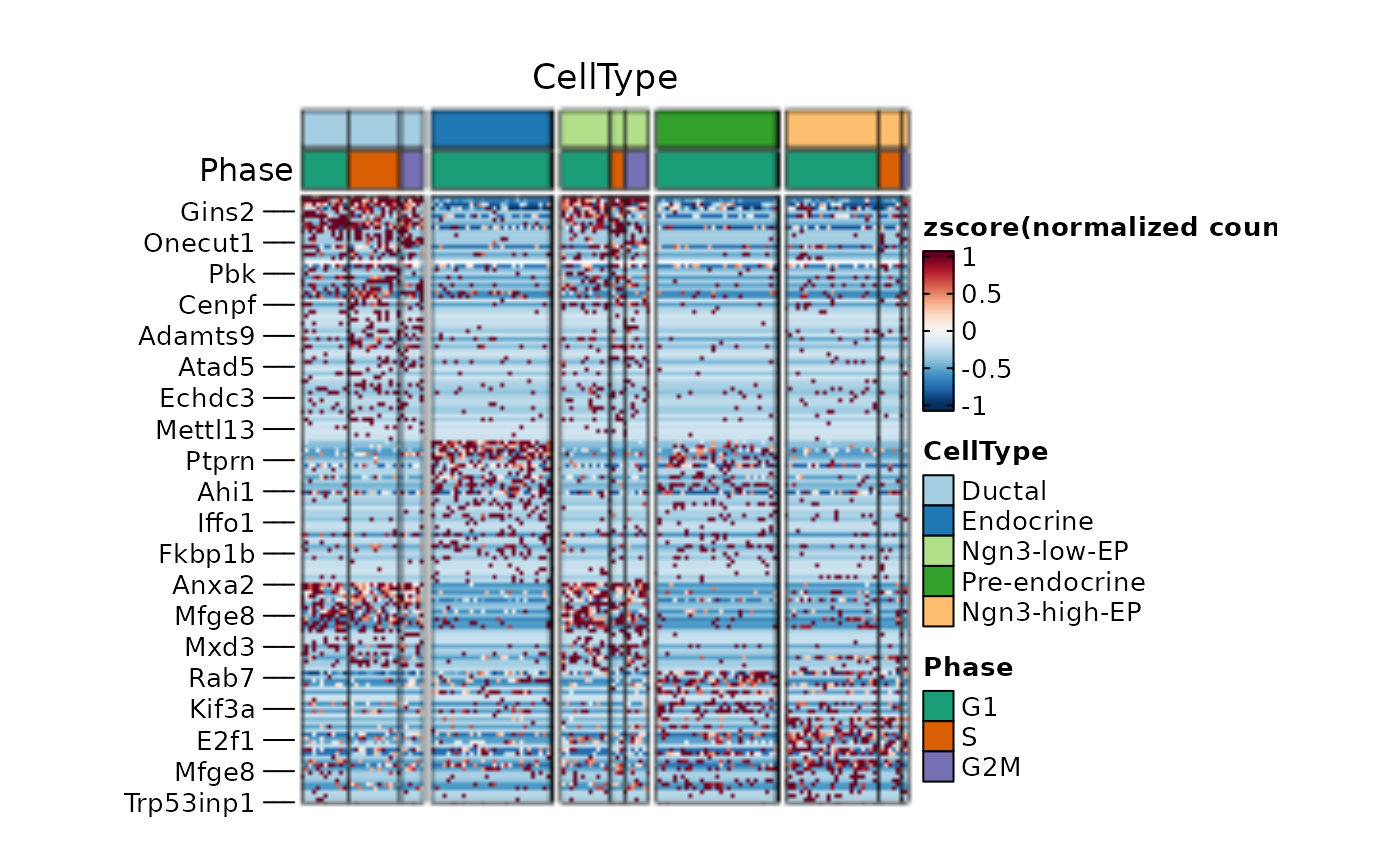 CellType
Phase
Gins2
Onecut1
Pbk
Cenpf
Adamts9
Atad5
Echdc3
Mettl13
Ptprn
Ahi1
Iffo1
Fkbp1b
Anxa2
Mfge8
Mxd3
Rab7
Kif3a
E2f1
Mfge8
Trp53inp1
zscore(normalized coun
1
0.5
0
-0.5
-1
CellType
Ductal
Endocrine
Ngn3-low-EP
Pre-endocrine
Ngn3-high-EP
Phase
G1
S
G2M